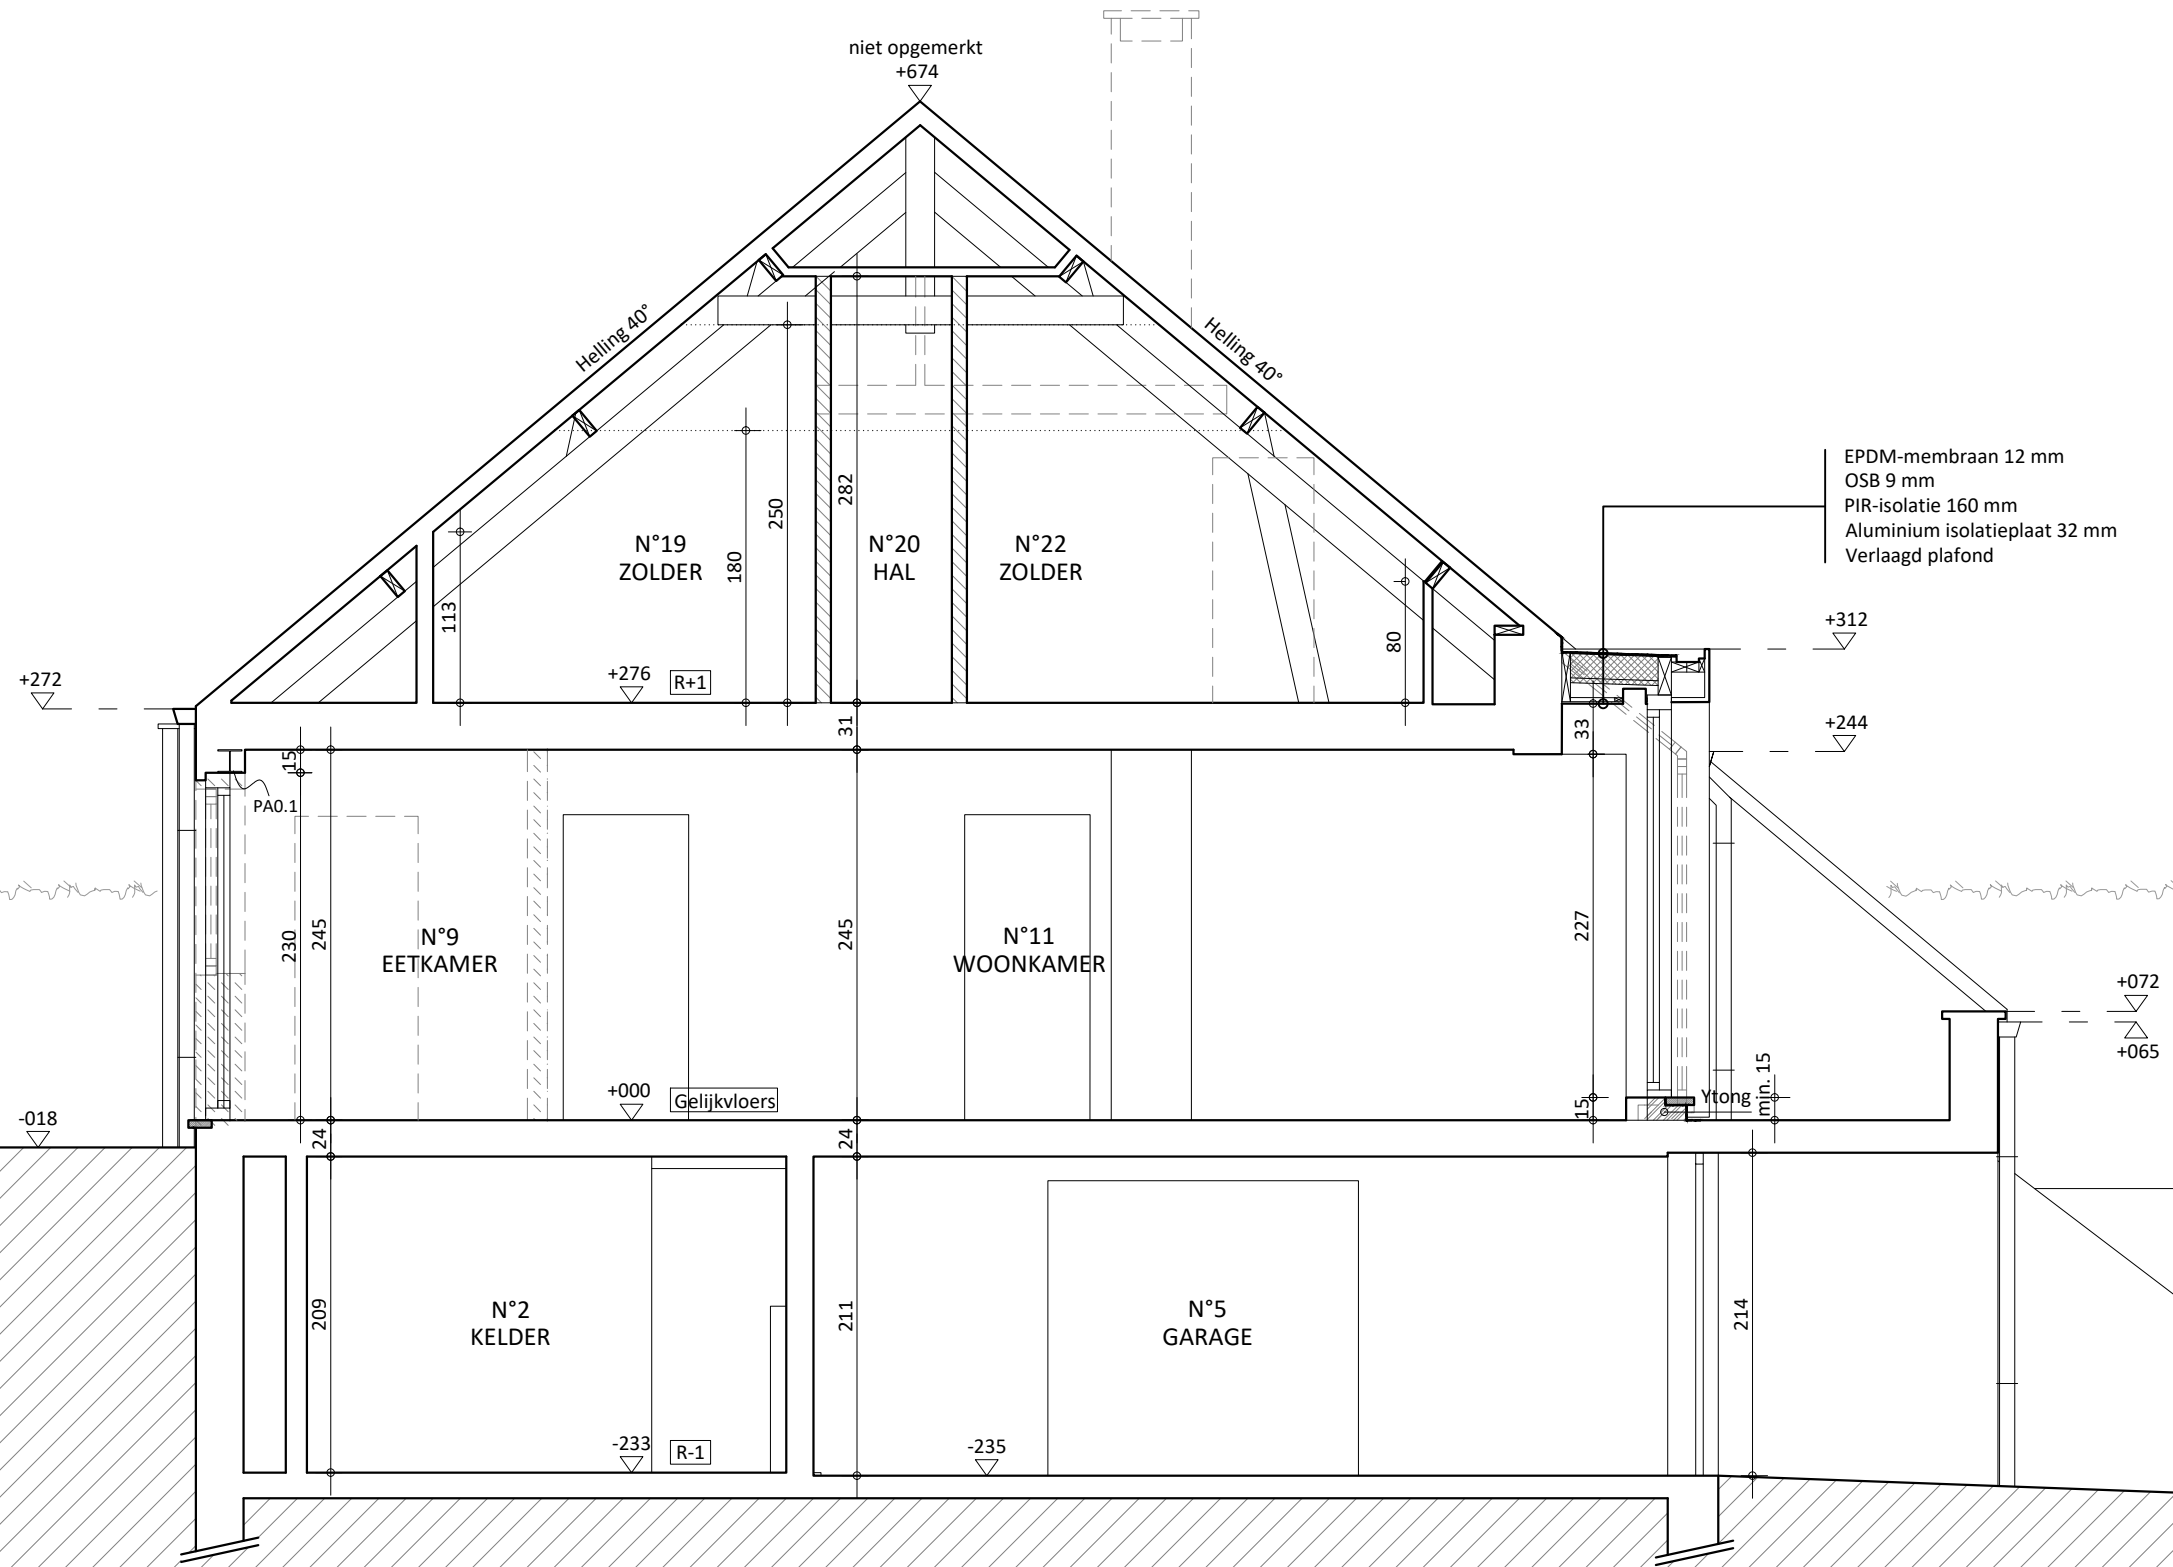 niet opgemerkt
+674
Helling 40°
Helling 40°
EPDM-membraan 12 mm
OSB 9 mm
PIR-isolatie 160 mm
Aluminium isolatieplaat 32 mm
Verlaagd plafond
282
250
180
113
80
N°19
ZOLDER
N°20
HAL
N°22
ZOLDER
+276
R+1
+272
+312
+244
31
33
15
PA0.1
230
245
245
227
N°9
EETKAMER
N°11
WOONKAMER
+072
+065
+000
Gelijkvloers
Ytong
min. 15
15
-018
24
24
209
211
214
N°2
KELDER
N°5
GARAGE
-233
R-1
-235